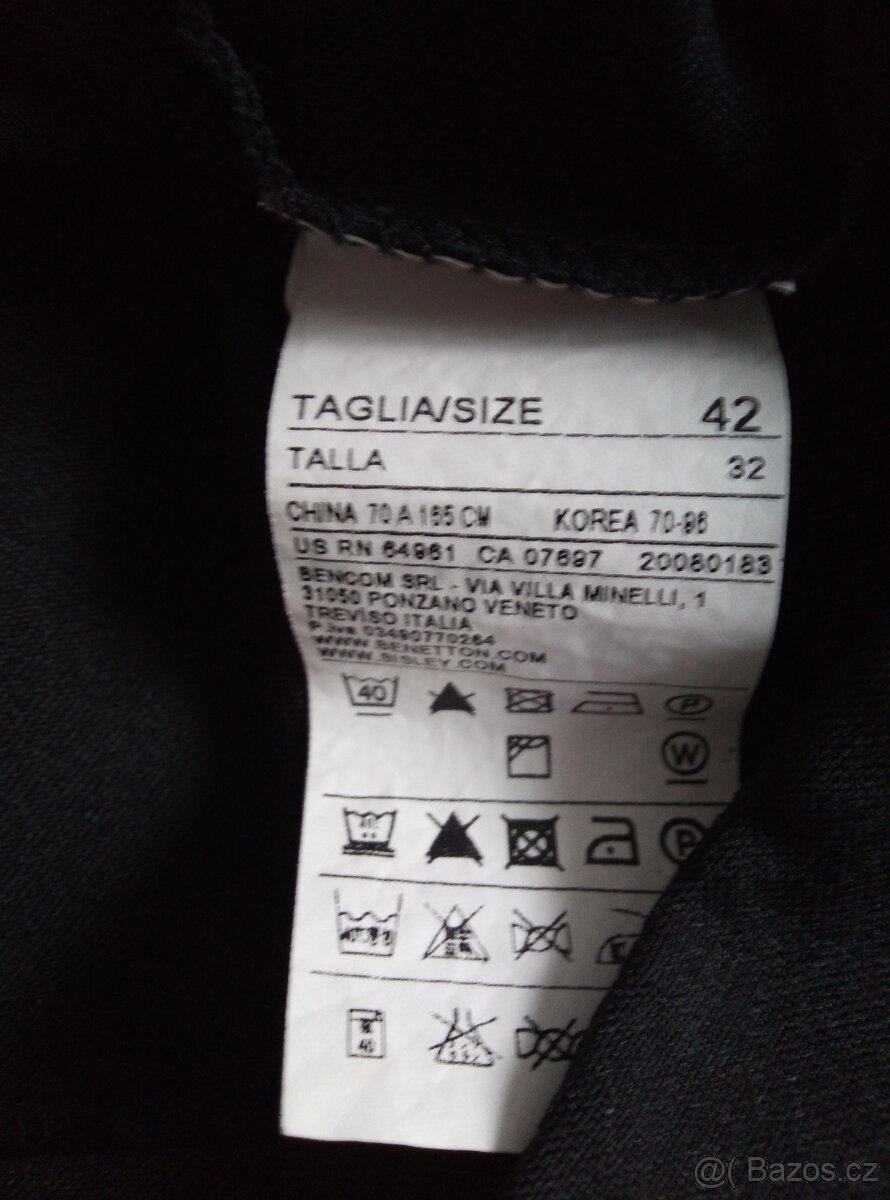 TAGLIA/SIZE 42
TALLA 32
CHINA 70 A 165 CM KOREA 70-96
US RN 64961 CA 07697 20080183
BENCOM SRL - VIA VILLA MINELLI, 1
31050 PONZANO VENETO
TREVISO ITALIA
P.iva 03490770264
WWW.BENETTON.COM
WWW.SISLEY.COM
40 P
W
P
40
@( Bazos.cz